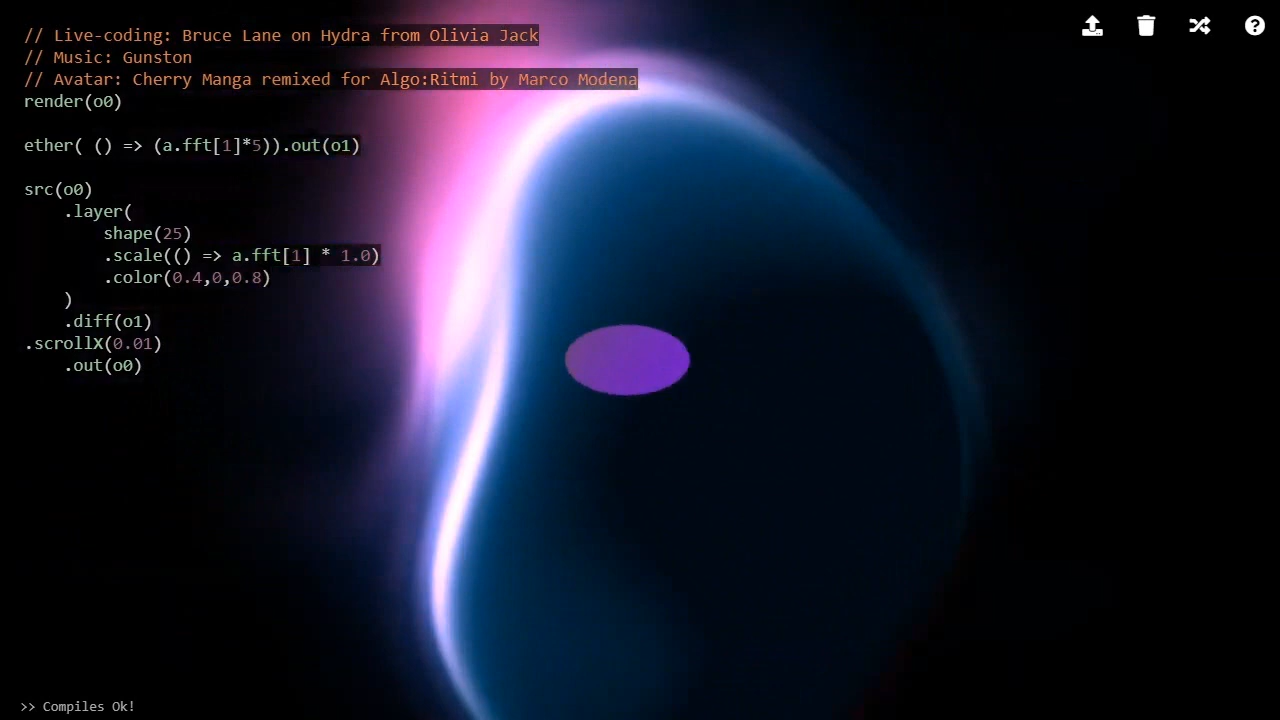 // Live-coding: Bruce Lane on Hydra from Olivia Jack
// Music: Gunston
// Avatar: Cherry Manga remixed for Algo:Ritmi by Marco Modena
render(o0)
ether( () => (a.fft[1]*5)).out(o1)
src(o0)
.layer(
shape(25)
.scale(() => a.fft[1] * 1.0)
.color(0.4,0,0.8)
)
.diff(o1)
.scrollX(0.01)
.out(o0)
>> Compiles Ok!